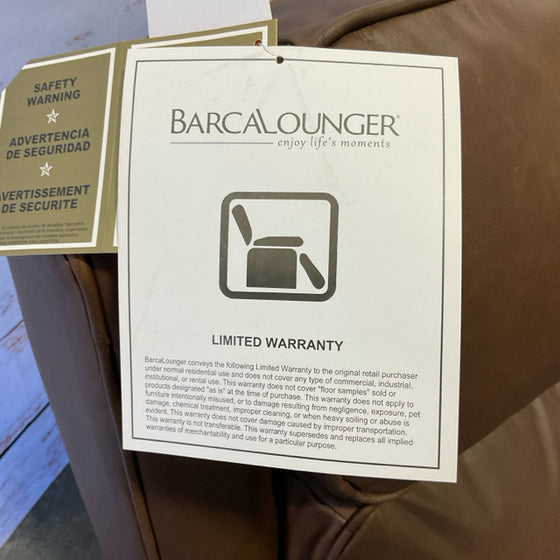 SAFETY
WARNING
ADVERTENCIA
DE SEGURIDAD
AVERTISSEMENT
DE SECURITE
BARCALOUNGER®
enjoy life's moments
LIMITED WARRANTY
BarcaLounger conveys the following Limited Warranty to the original retail purchaser
under normal residential use and does not cover any type of commercial, industrial,
institutional, or rental use. This warranty does not cover "floor samples" sold or
products designated "as is" at the time of purchase. This warranty does not apply to
furniture intentionally misused, or to damage resulting from negligence, exposure, pet
damage, chemical treatment, improper cleaning, or when heavy soiling or abuse is
evident. This warranty does not cover damage caused by improper transportation.
This warranty is not transferable. This warranty supersedes and replaces all implied
warranties of merchantability and use for a particular purpose.